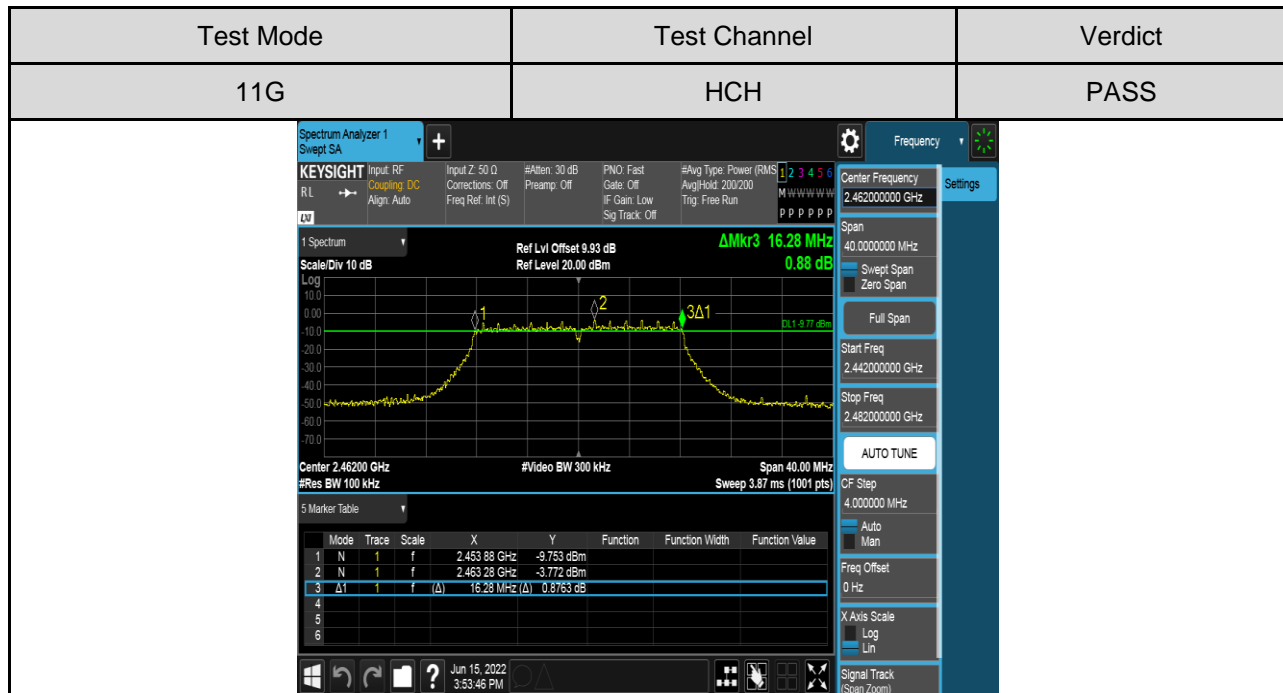 Test Mode Test Channel Verdict
11G HCH PASS
Spectrum Analyzer 1
Swept SA
+
Frequency
KEYSIGHT Input: RF Input Z: 50 Ω #Atten: 30 dB PNO: Fast #Avg Type: Power (RMS 1 2 3 4 5 6
RL Coupling: DC Corrections: Off Preamp: Off Gate: Off Avg|Hold: 200/200 M W W W W W
Align: Auto Freq Ref: Int (S) IF Gain: Low Trig: Free Run
LXI Sig Track: Off P P P P P P
1 Spectrum
Ref Lvl Offset 9.93 dB ΔMkr3 16.28 MHz
Scale/Div 10 dB Ref Level 20.00 dBm 0.88 dB
Log
10.0
0.00
-10.0
-20.0
-30.0
-40.0
-50.0
-60.0
-70.0
1
2
3Δ1
DL1 -9.77 dBm
Center 2.46200 GHz #Video BW 300 kHz Span 40.00 MHz
#Res BW 100 kHz Sweep 3.87 ms (1001 pts)
5 Marker Table
Mode Trace Scale X Y Function Function Width Function Value
1 N 1 f 2.453 88 GHz -9.753 dBm
2 N 1 f 2.463 28 GHz -3.772 dBm
3 Δ1 1 f (Δ) 16.28 MHz (Δ) 0.8763 dB
4
5
6
?
Jun 15, 2022
3:53:46 PM
Center Frequency
2.462000000 GHz
Settings
Span
40.0000000 MHz
Swept Span
Zero Span
Full Span
Start Freq
2.442000000 GHz
Stop Freq
2.482000000 GHz
AUTO TUNE
CF Step
4.000000 MHz
Auto
Man
Freq Offset
0 Hz
X Axis Scale
Log
Lin
Signal Track
(Span Zoom)